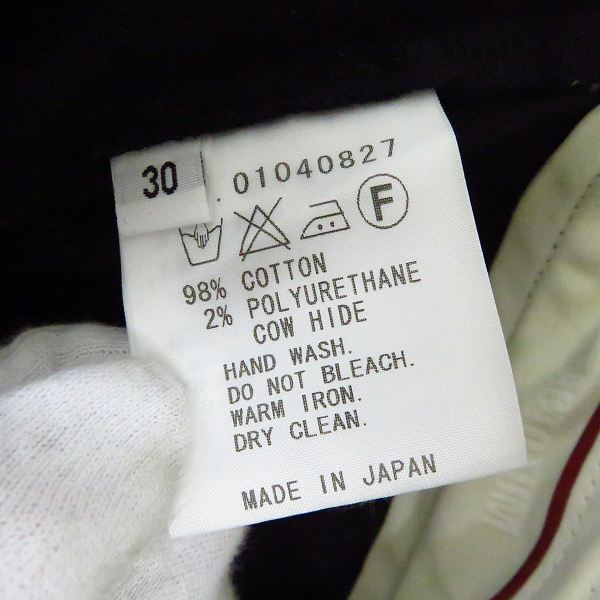 30
01040827
F
98% COTTON
2% POLYURETHANE
COW HIDE
HAND WASH.
DO NOT BLEACH.
WARM IRON.
DRY CLEAN.
MADE IN JAPAN